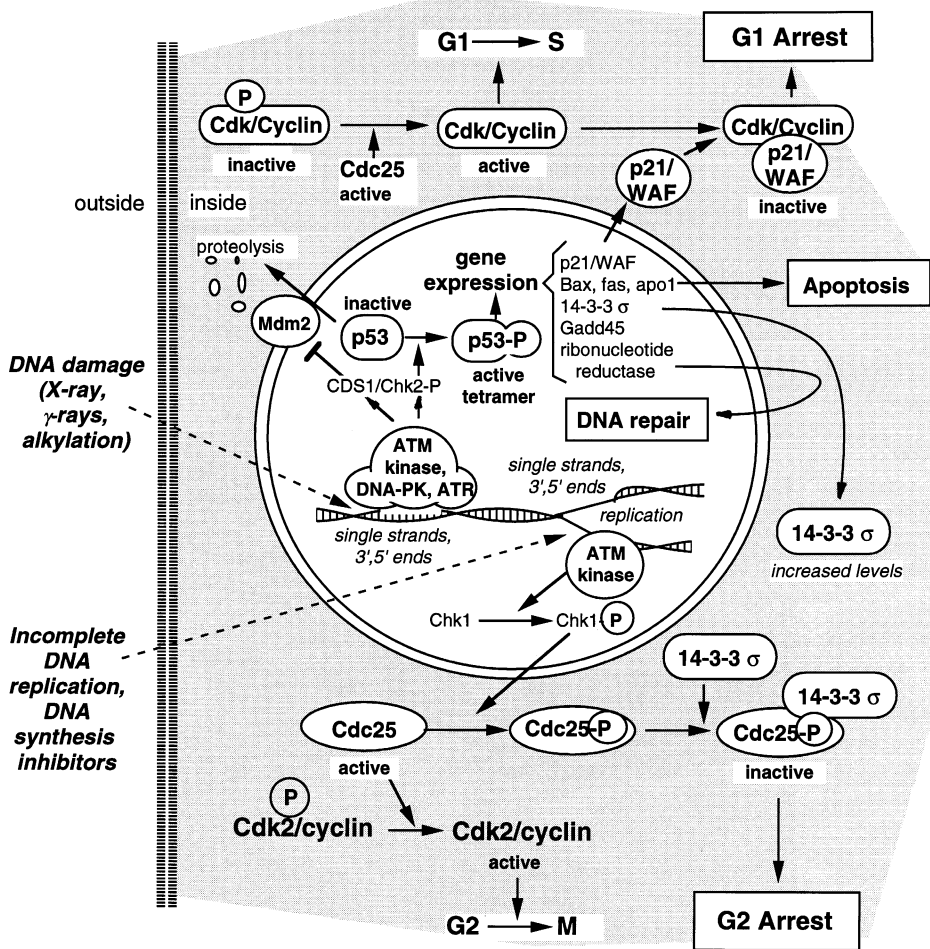 G1 S
G1 Arrest
P
Cdk/Cyclin
inactive
Cdc25
active
Cdk/Cyclin
active
p21/
WAF
Cdk/Cyclin
p21/
WAF
inactive
outside
inside
proteolysis
Mdm2
inactive
p53
gene
expression
p53-P
active
tetramer
p21/WAF
Bax, fas, apo1
14-3-3 σ
Gadd45
ribonucleotide
reductase
Apoptosis
DNA repair
CDS1/Chk2-P
DNA damage
(X-ray,
γ-rays,
alkylation)
ATM
kinase,
DNA-PK, ATR
single strands,
3',5' ends
single strands,
3',5' ends
replication
ATM
kinase
14-3-3 σ
increased levels
Chk1
Chk1-P
Incomplete
DNA
replication,
DNA
synthesis
inhibitors
14-3-3 σ
14-3-3 σ
Cdc25
active
Cdc25-P
Cdc25-P
inactive
P
Cdk2/cyclin
Cdk2/cyclin
active
G2 M
G2 Arrest